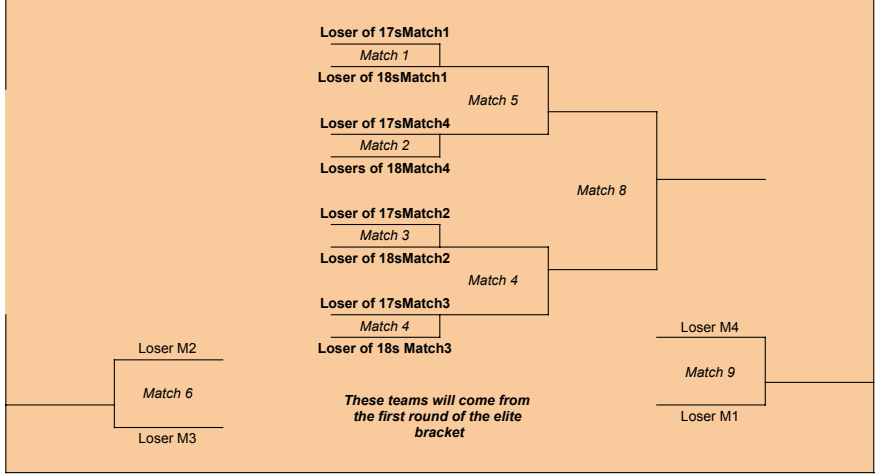 Loser of 17sMatch1
Match 1
Loser of 18sMatch1
Match 5
Loser of 17sMatch4
Match 2
Losers of 18Match4
Match 8
Loser of 17sMatch2
Match 3
Loser of 18sMatch2
Match 4
Loser of 17sMatch3
Match 4
Loser of 18s Match3
Loser M2
Match 6
Loser M3
Loser M4
Match 9
Loser M1
These teams will come from
the first round of the elite
bracket